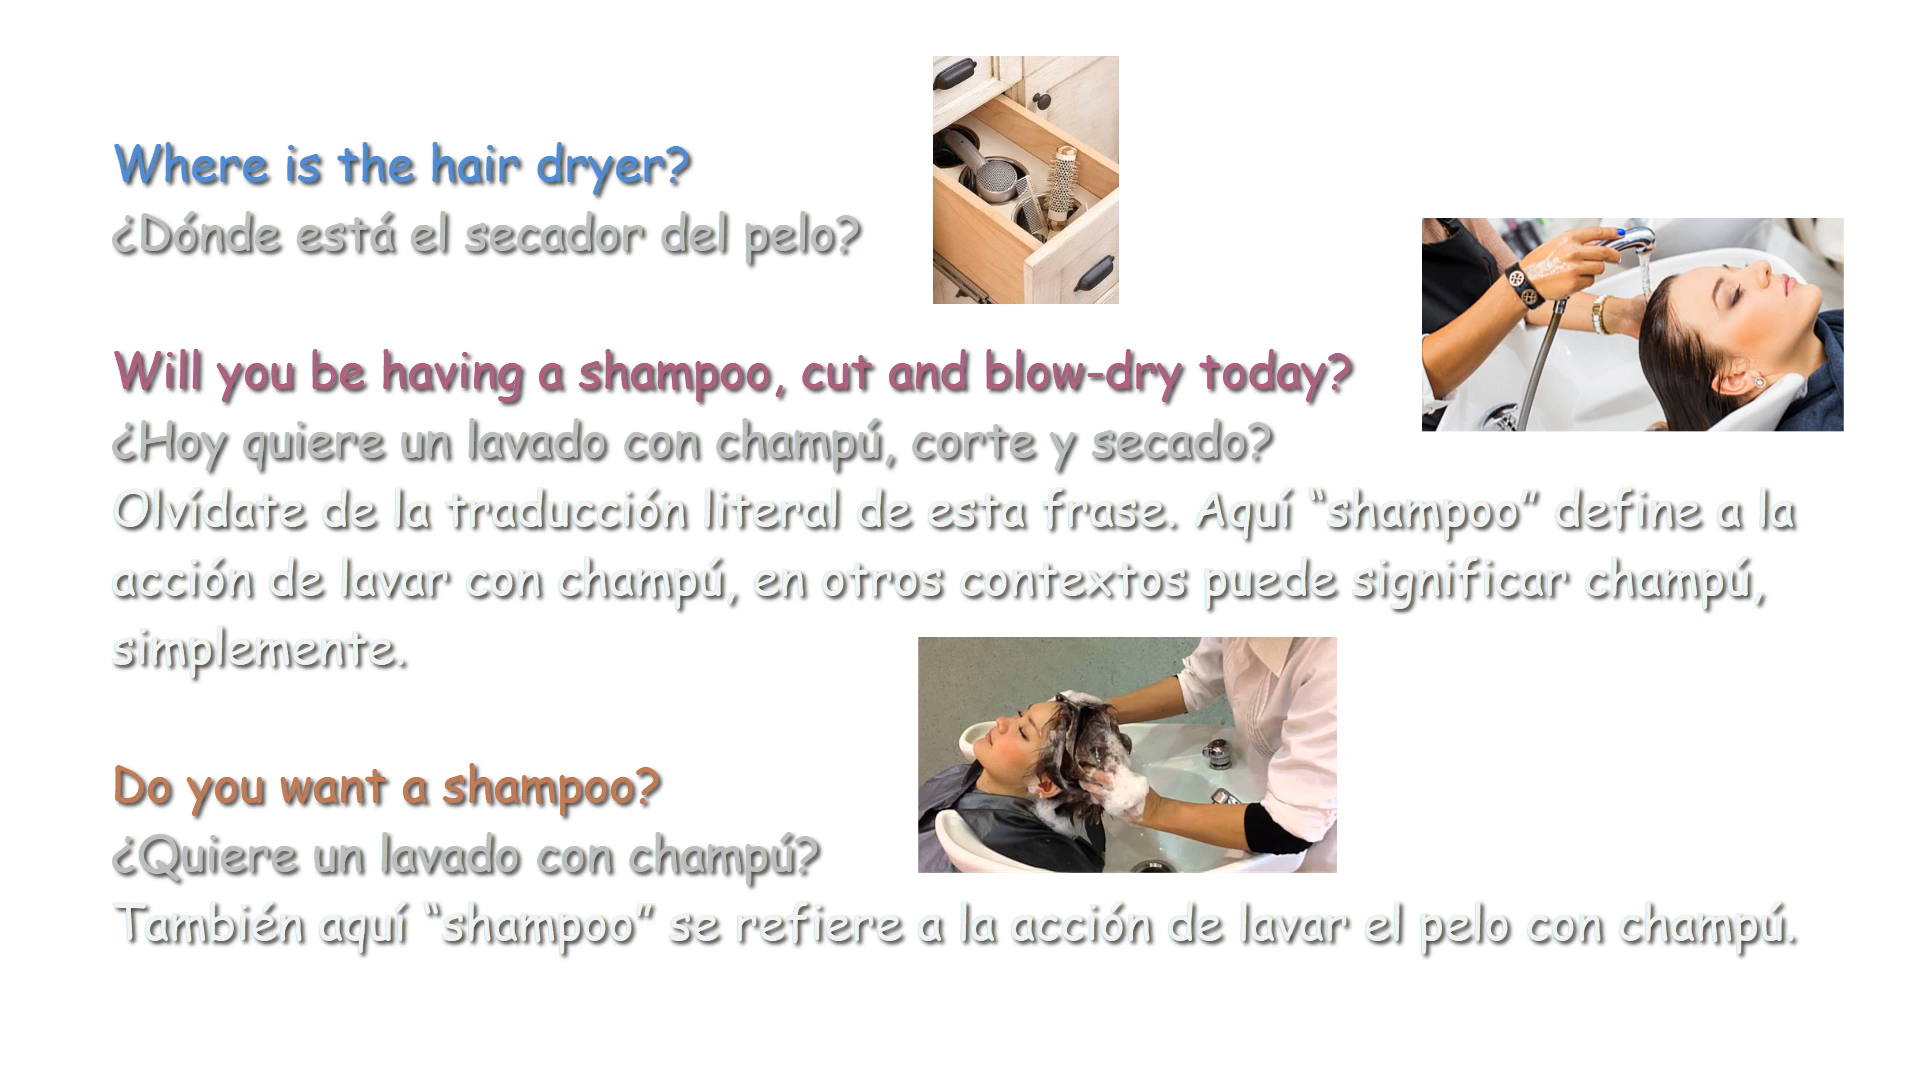 Where is the hair dryer?
¿Dónde está el secador del pelo?
Will you be having a shampoo, cut and blow-dry today?
¿Hoy quiere un lavado con champú, corte y secado?
Olvídate de la traducción literal de esta frase. Aquí “shampoo” define a la
acción de lavar con champú, en otros contextos puede significar champú,
simplemente.
Do you want a shampoo?
¿Quiere un lavado con champú?
También aquí “shampoo” se refiere a la acción de lavar el pelo con champú.